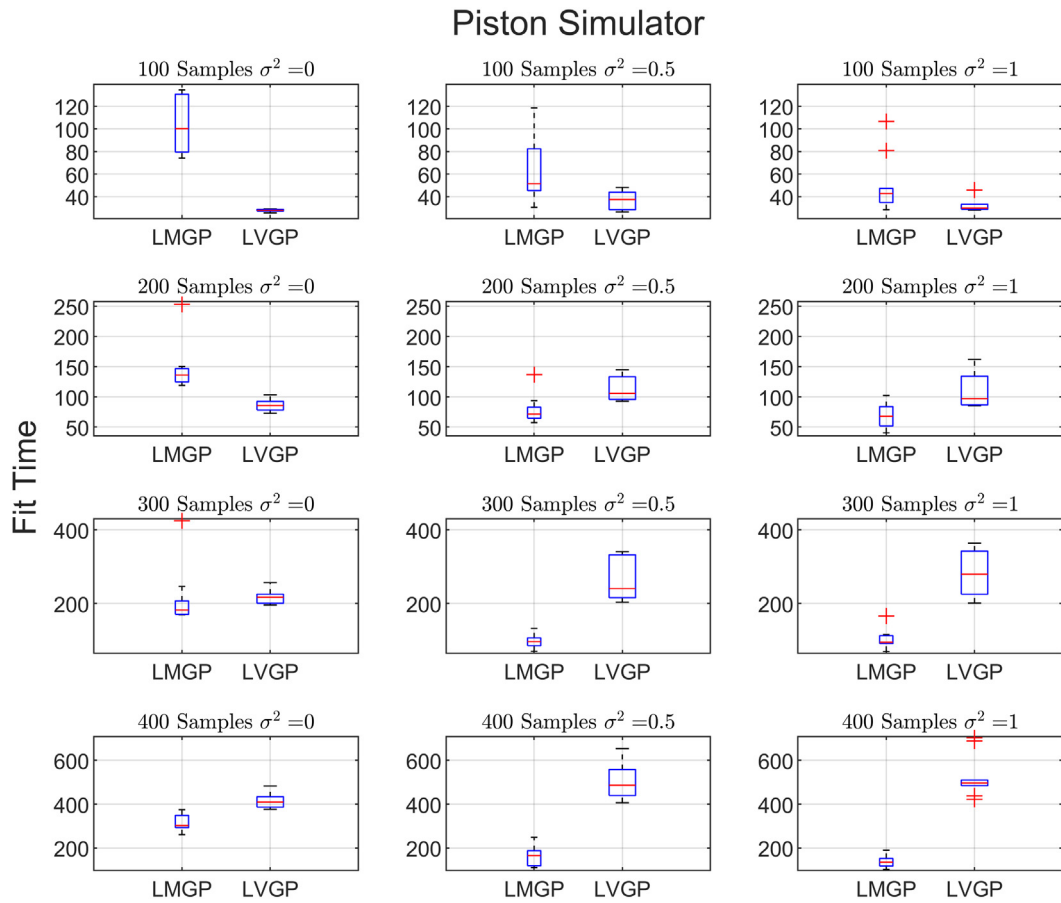 Piston Simulator
100 Samples σ² =0
100 Samples σ² =0.5
100 Samples σ² =1
120
100
80
60
40
LMGP LVGP
120
100
80
60
40
LMGP LVGP
120
100
80
60
40
LMGP LVGP
200 Samples σ² =0
200 Samples σ² =0.5
200 Samples σ² =1
250
200
150
100
50
LMGP LVGP
250
200
150
100
50
LMGP LVGP
250
200
150
100
50
LMGP LVGP
Fit Time
300 Samples σ² =0
300 Samples σ² =0.5
300 Samples σ² =1
400
200
LMGP LVGP
400
200
LMGP LVGP
400
200
LMGP LVGP
400 Samples σ² =0
400 Samples σ² =0.5
400 Samples σ² =1
600
400
200
LMGP LVGP
600
400
200
LMGP LVGP
600
400
200
LMGP LVGP